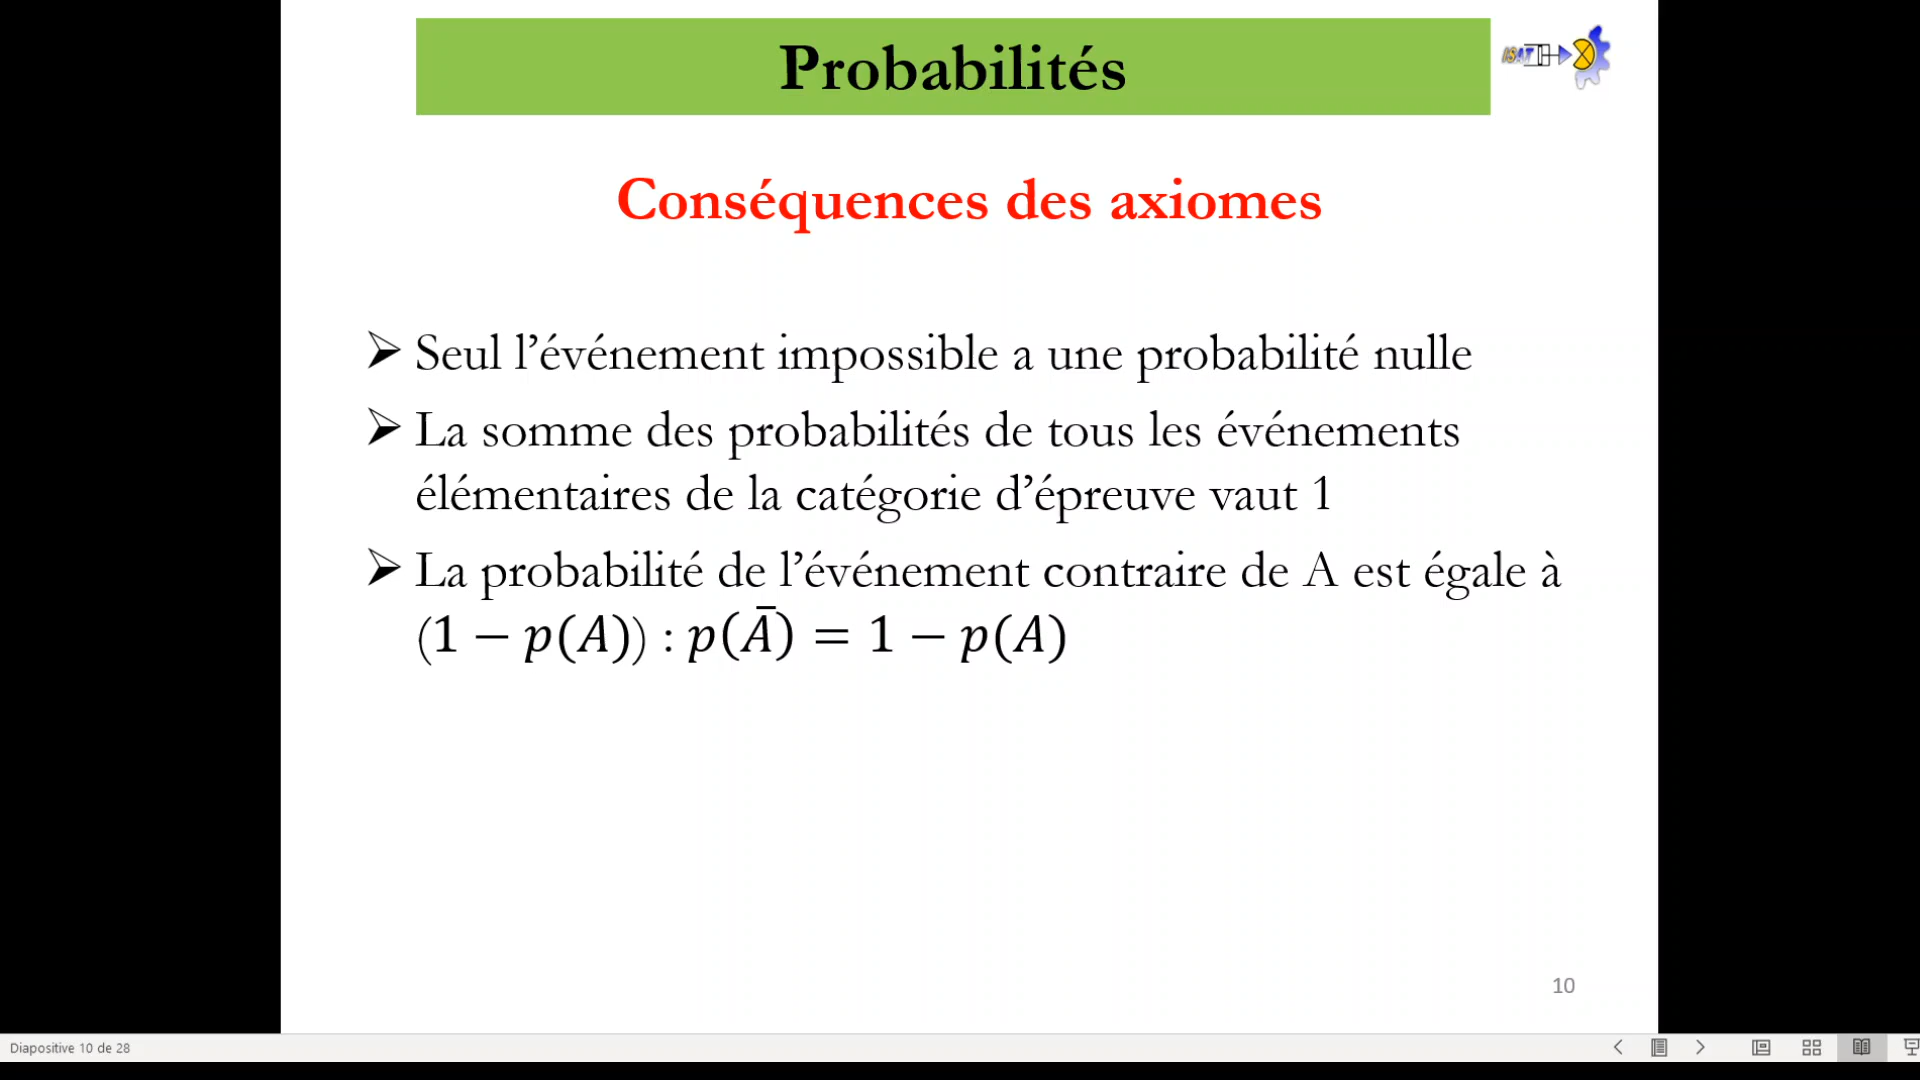 Probabilités
ISAT
Conséquences des axiomes
➢ Seul l’événement impossible a une probabilité nulle
➢ La somme des probabilités de tous les événements
élémentaires de la catégorie d’épreuve vaut 1
➢ La probabilité de l’événement contraire de A est égale à
(1 − p(A)) : p(Ā) = 1 − p(A)
10
Diapositive 10 de 28